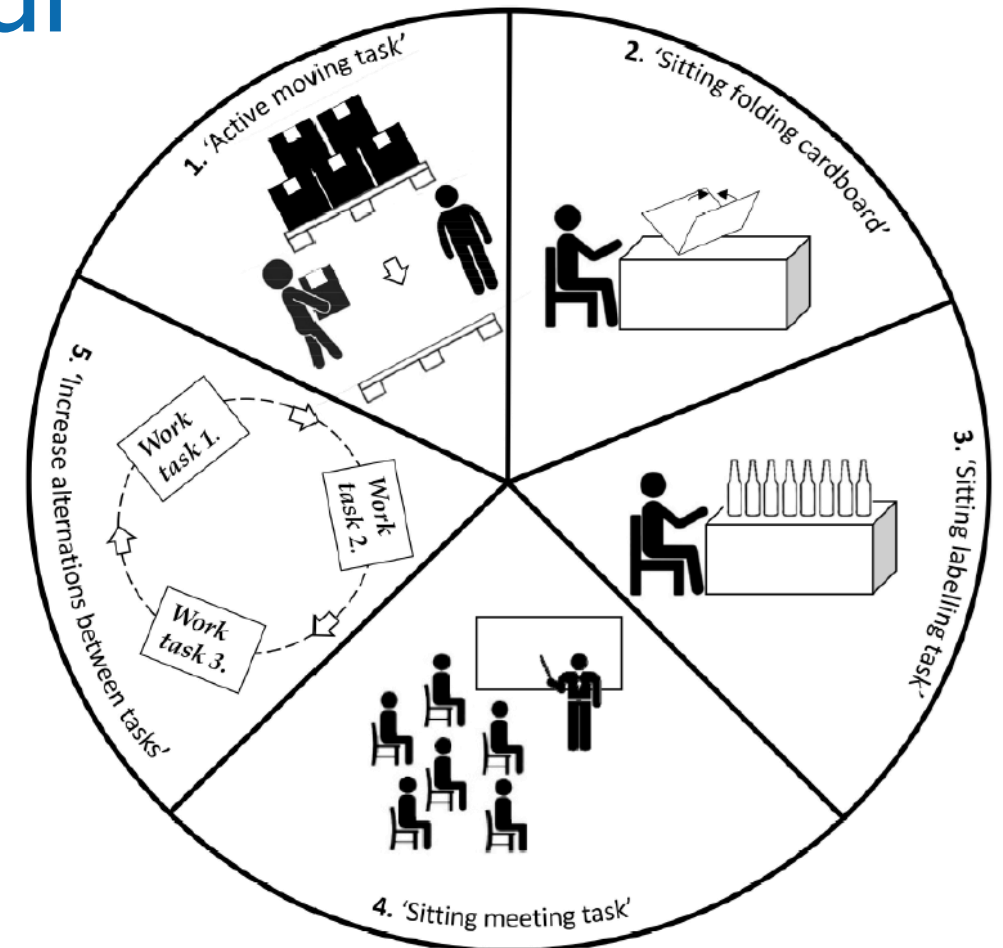 1. 'Active moving task'
2. 'Sitting folding cardboard'
3. 'Sitting labelling task'
4. 'Sitting meeting task'
5. 'Increase alternations between tasks'
Work
task 1.
Work
task 2.
Work
task 3.